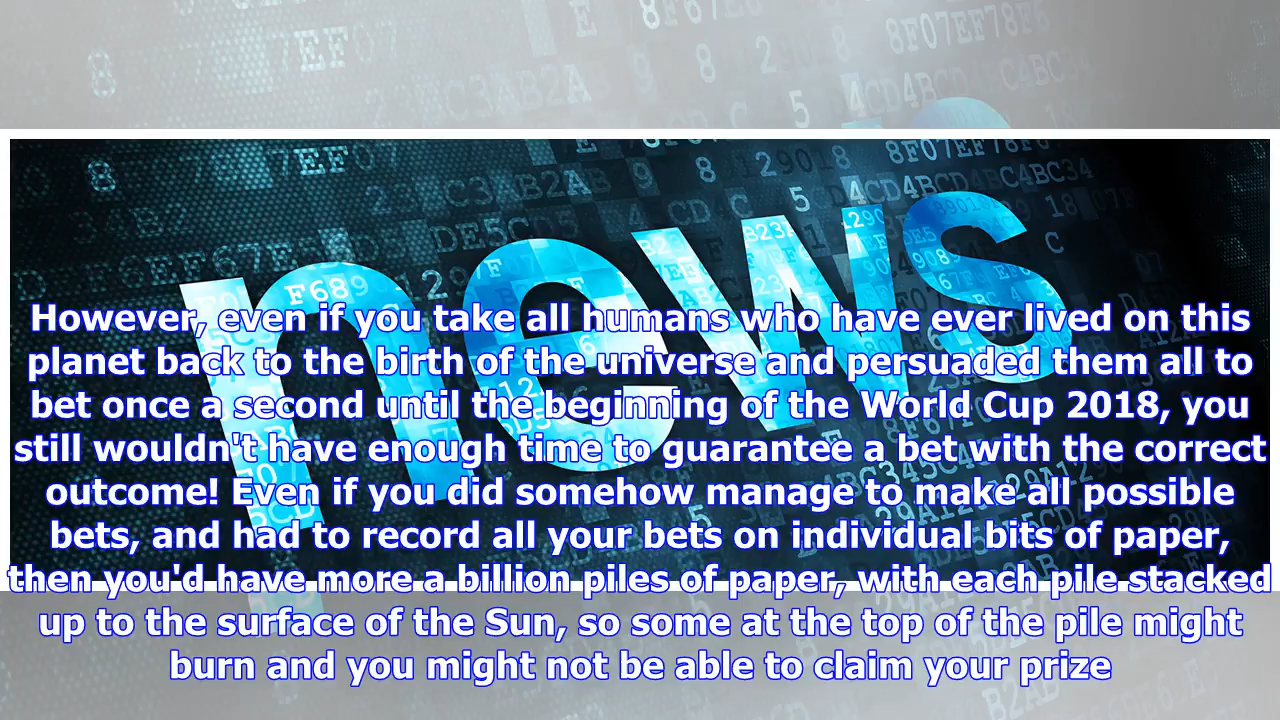 news
However, even if you take all humans who have ever lived on this
planet back to the birth of the universe and persuaded them all to
bet once a second until the beginning of the World Cup 2018, you
still wouldn't have enough time to guarantee a bet with the correct
outcome! Even if you did somehow manage to make all possible
bets, and had to record all your bets on individual bits of paper,
then you'd have more a billion piles of paper, with each pile stacked
up to the surface of the Sun, so some at the top of the pile might
burn and you might not be able to claim your prize